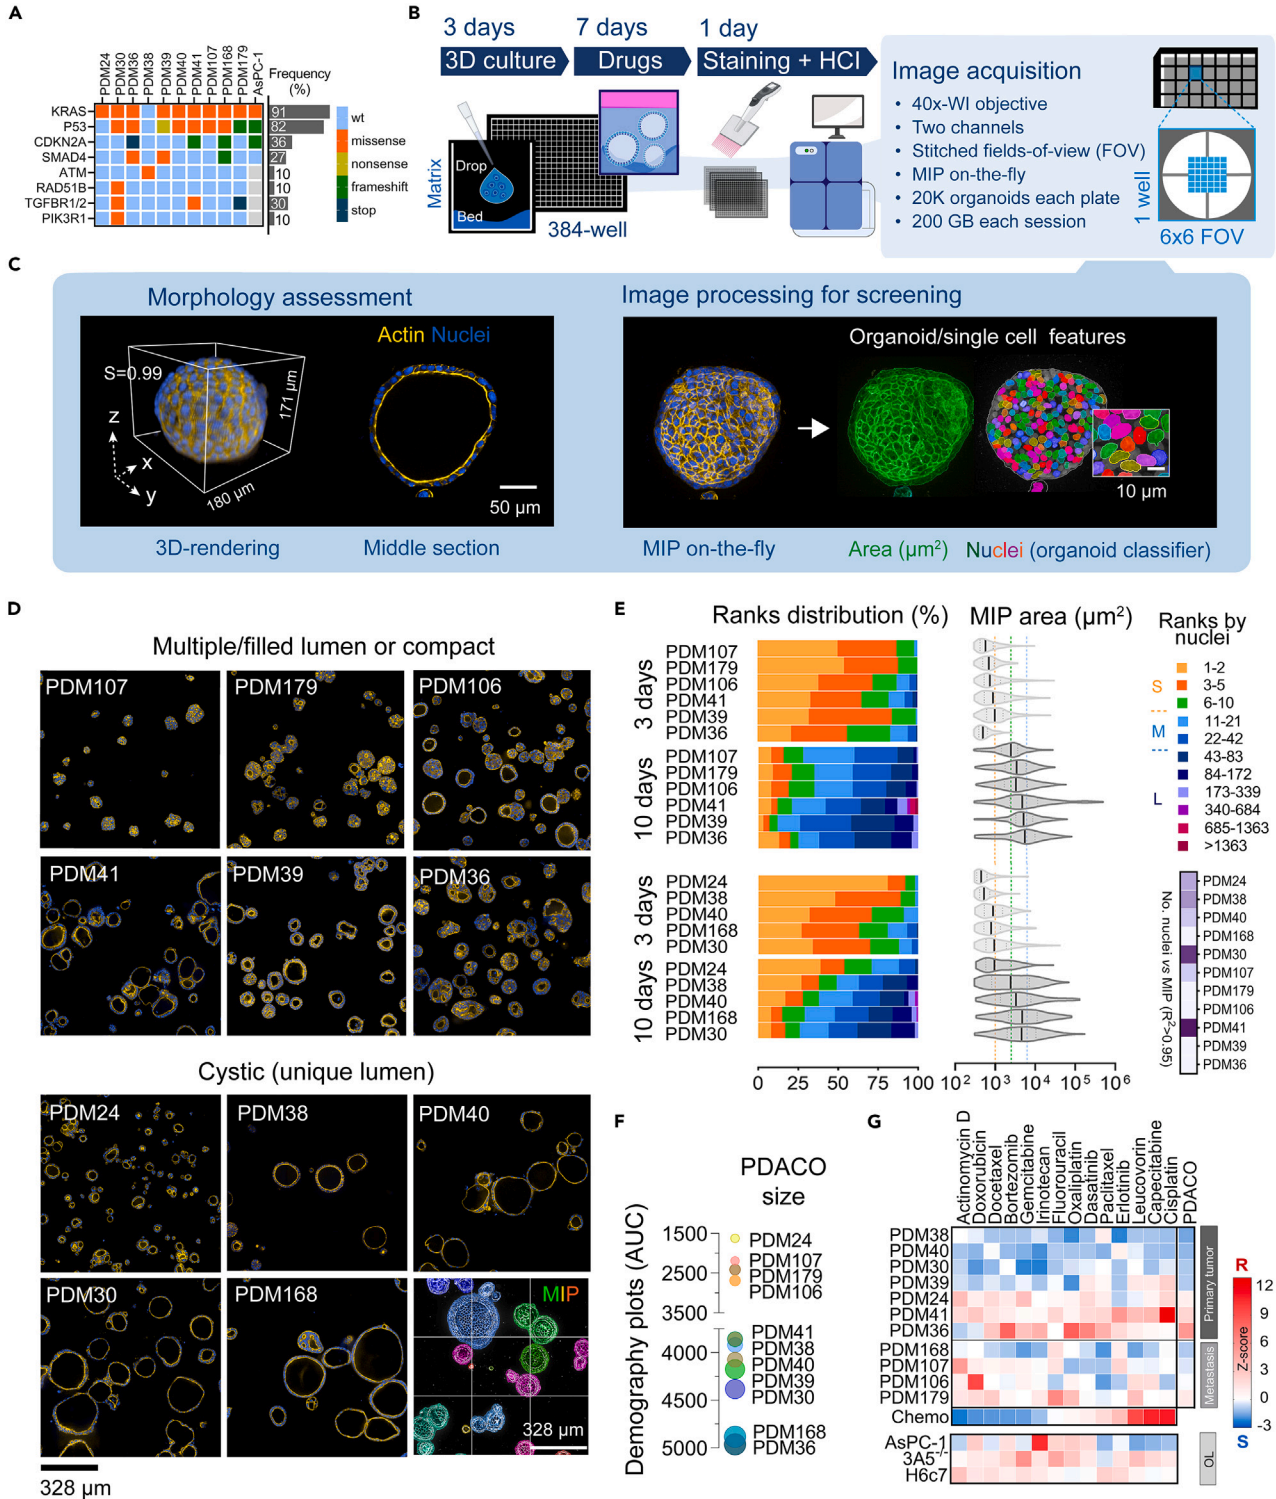 A
PDM24
PDM30
PDM36
PDM38
PDM39
PDM40
PDM41
PDM107
PDM168
PDM179
AsPC-1
Frequency
(%)
KRAS 91
P53 82
CDKN2A 36
SMAD4 27
ATM 10
RAD51B 10
TGFBR1/2 30
PIK3R1 10
wt
missense
nonsense
frameshift
stop
B
3 days 7 days 1 day
3D culture Drugs Staining + HCI
Matrix
Drop
Bed
384-well
Image acquisition
• 40x-WI objective
• Two channels
• Stitched fields-of-view (FOV)
• MIP on-the-fly
• 20K organoids each plate
• 200 GB each session
1 well
6x6 FOV
C
Morphology assessment
S=0.99
z
x
y
171 µm
180 µm
Actin Nuclei
50 µm
3D-rendering
Middle section
Image processing for screening
Organoid/single cell features
10 µm
MIP on-the-fly
Area (µm²)
Nuclei (organoid classifier)
D
Multiple/filled lumen or compact
PDM107 PDM179 PDM106
PDM41 PDM39 PDM36
Cystic (unique lumen)
PDM24 PDM38 PDM40
PDM30 PDM168 MIP
328 µm
328 µm
E
Ranks distribution (%) MIP area (µm²)
3 days
PDM107
PDM179
PDM106
PDM41
PDM39
PDM36
10 days
PDM107
PDM179
PDM106
PDM41
PDM39
PDM36
3 days
PDM24
PDM38
PDM40
PDM168
PDM30
10 days
PDM24
PDM38
PDM40
PDM168
PDM30
0 25 50 75 100
10² 10³ 10⁴ 10⁵ 10⁶
Ranks by
nuclei
S
M
L
1-2
3-5
6-10
11-21
22-42
43-83
84-172
173-339
340-684
685-1363
>1363
No. nuclei vs MIP (R²>0.95)
PDM24
PDM38
PDM40
PDM168
PDM30
PDM107
PDM179
PDM106
PDM41
PDM39
PDM36
F
PDACO
size
Demography plots (AUC)
1500
2500
3500
4000
4500
5000
PDM24
PDM107
PDM179
PDM106
PDM41
PDM38
PDM40
PDM39
PDM30
PDM168
PDM36
G
Actinomycin D
Doxorubicin
Docetaxel
Bortezomib
Gemcitabine
Irinotecan
Fluorouracil
Oxaliplatin
Dasatinib
Paclitaxel
Erlotinib
Leucovorin
Capecitabine
Cisplatin
PDACO
PDM38
PDM40
PDM30
PDM39
PDM24
PDM41
PDM36
PDM168
PDM107
PDM106
PDM179
Chemo
AsPC-1
3A5⁻/⁻
H6c7
Primary tumor
Metastasis
OL
R
12
9
6
3
0
-3
Z-score
S